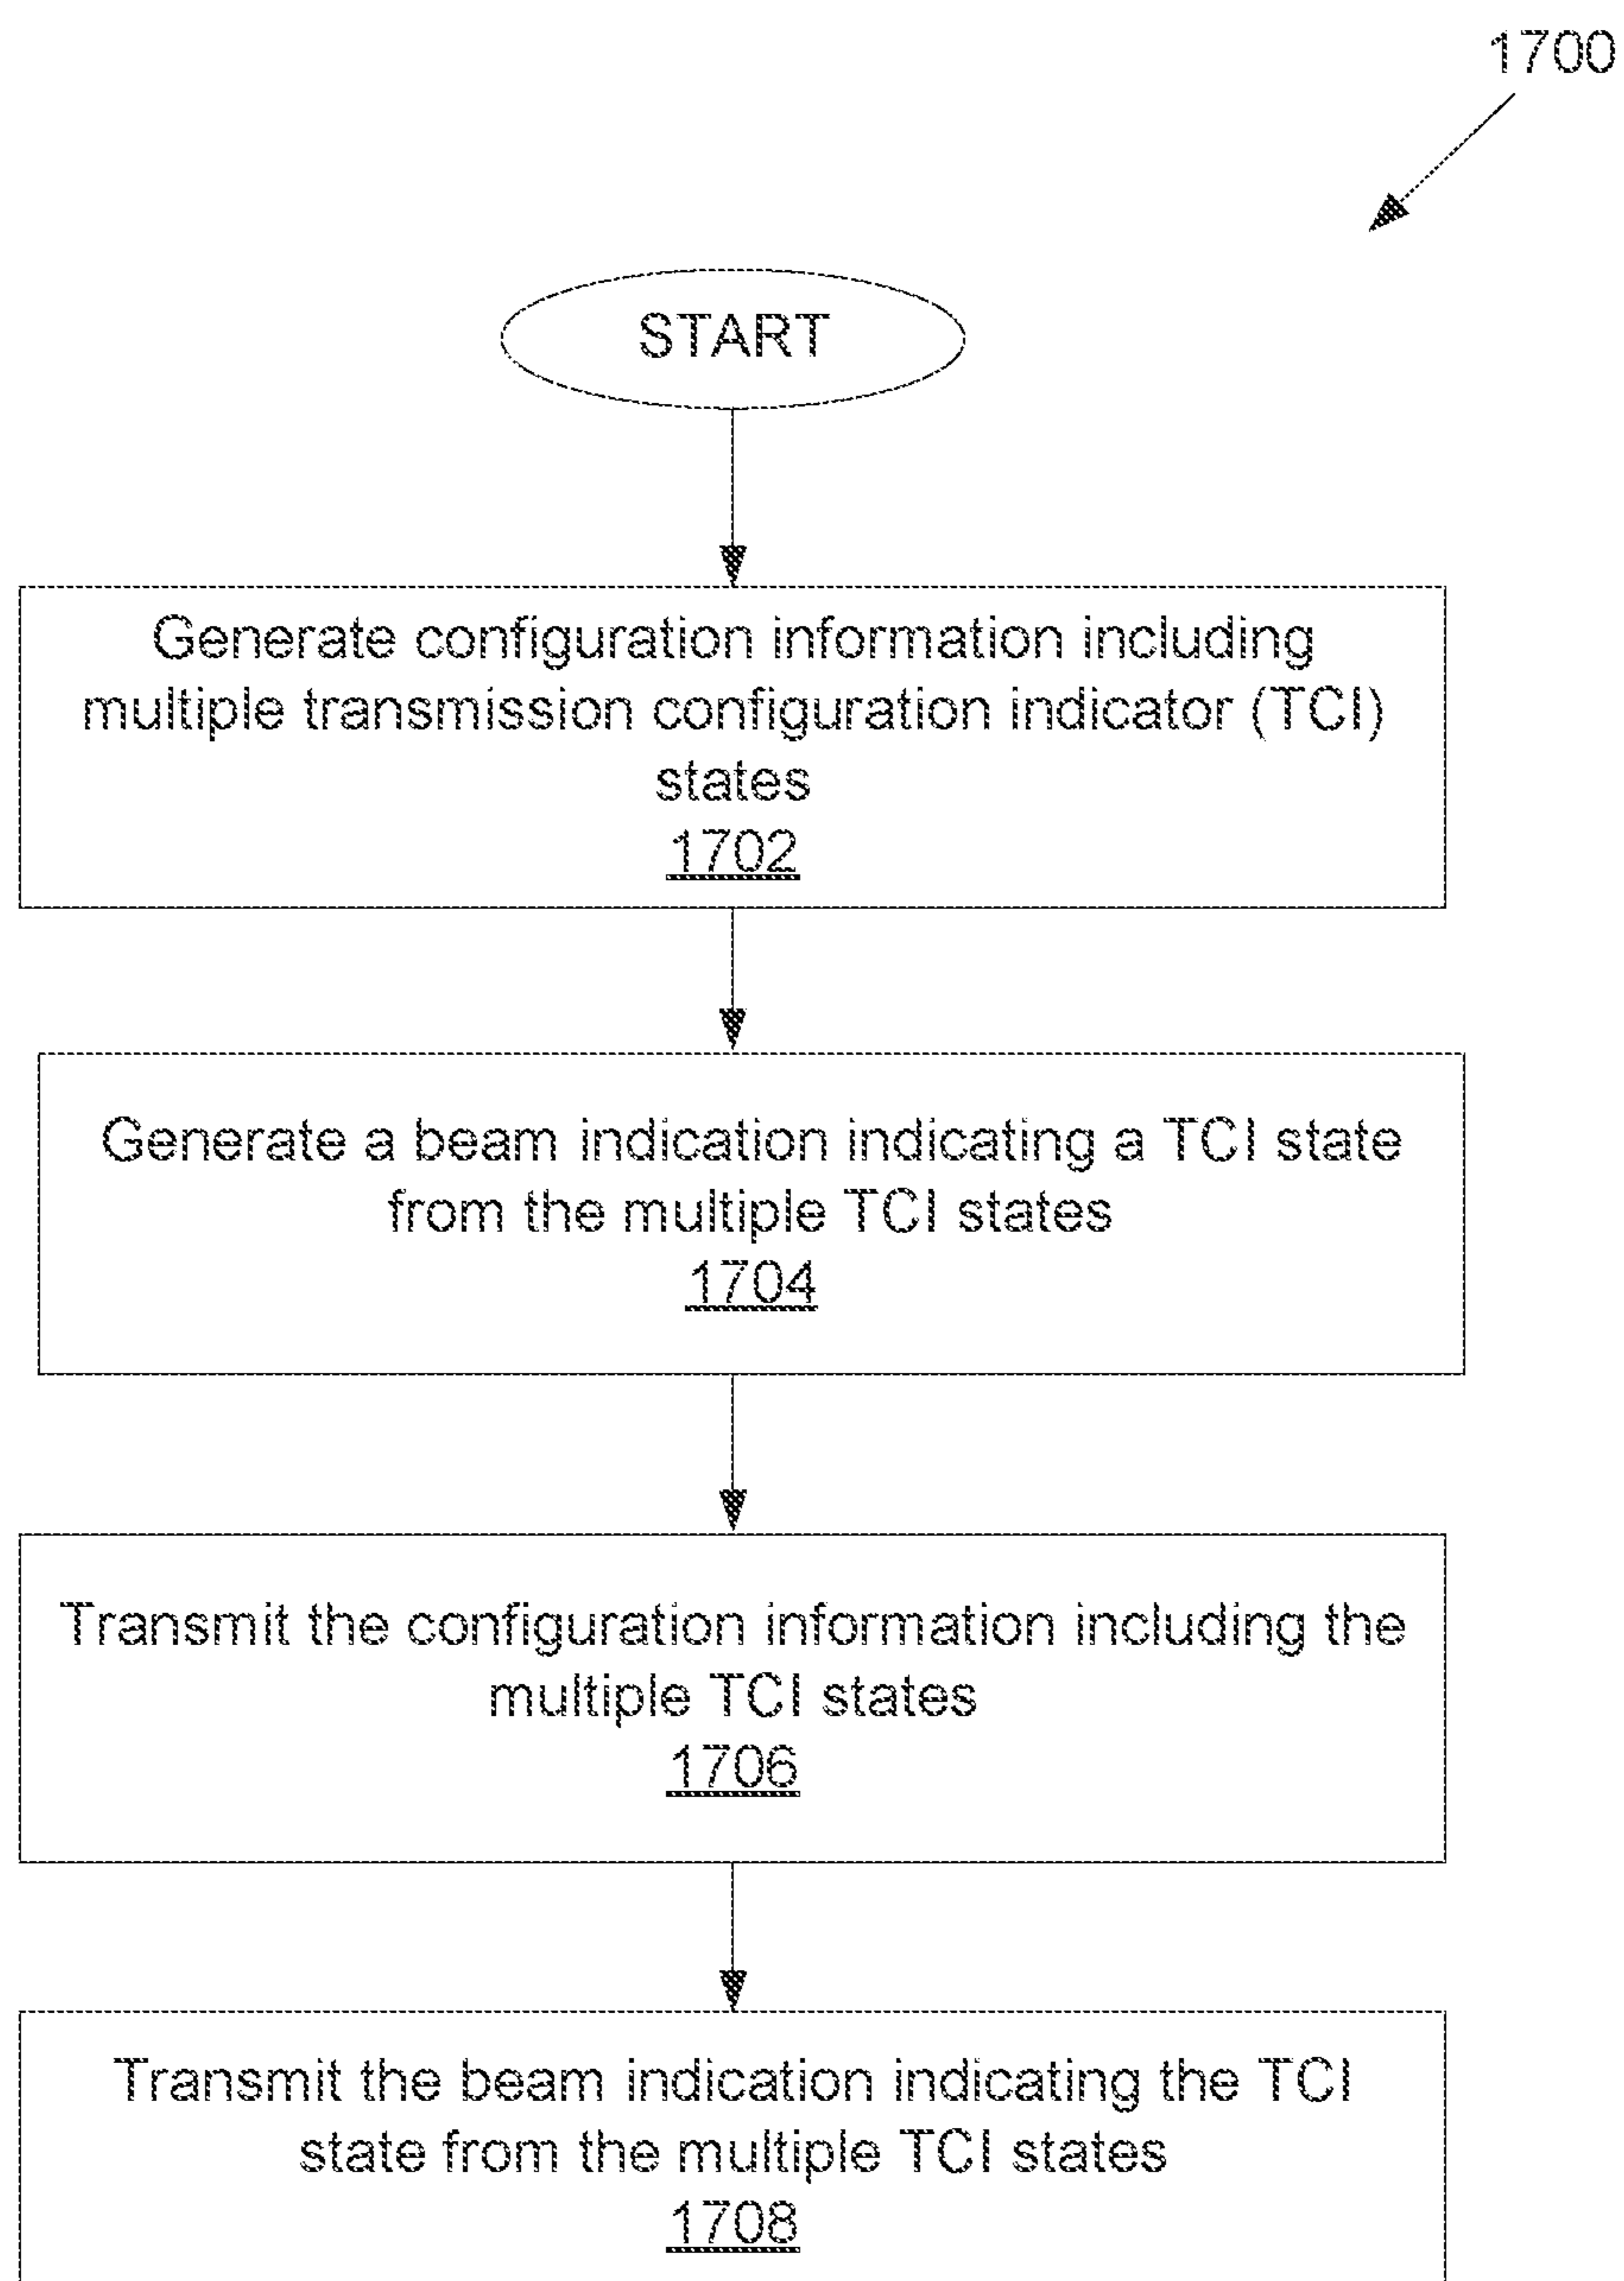 1700
START
Generate configuration information including
multiple transmission configuration indicator (TCI)
states
1702
Generate a beam indication indicating a TCI state
from the multiple TCI states
1704
Transmit the configuration information including the
multiple TCI states
1706
Transmit the beam indication indicating the TCI
state from the multiple TCI states
1708